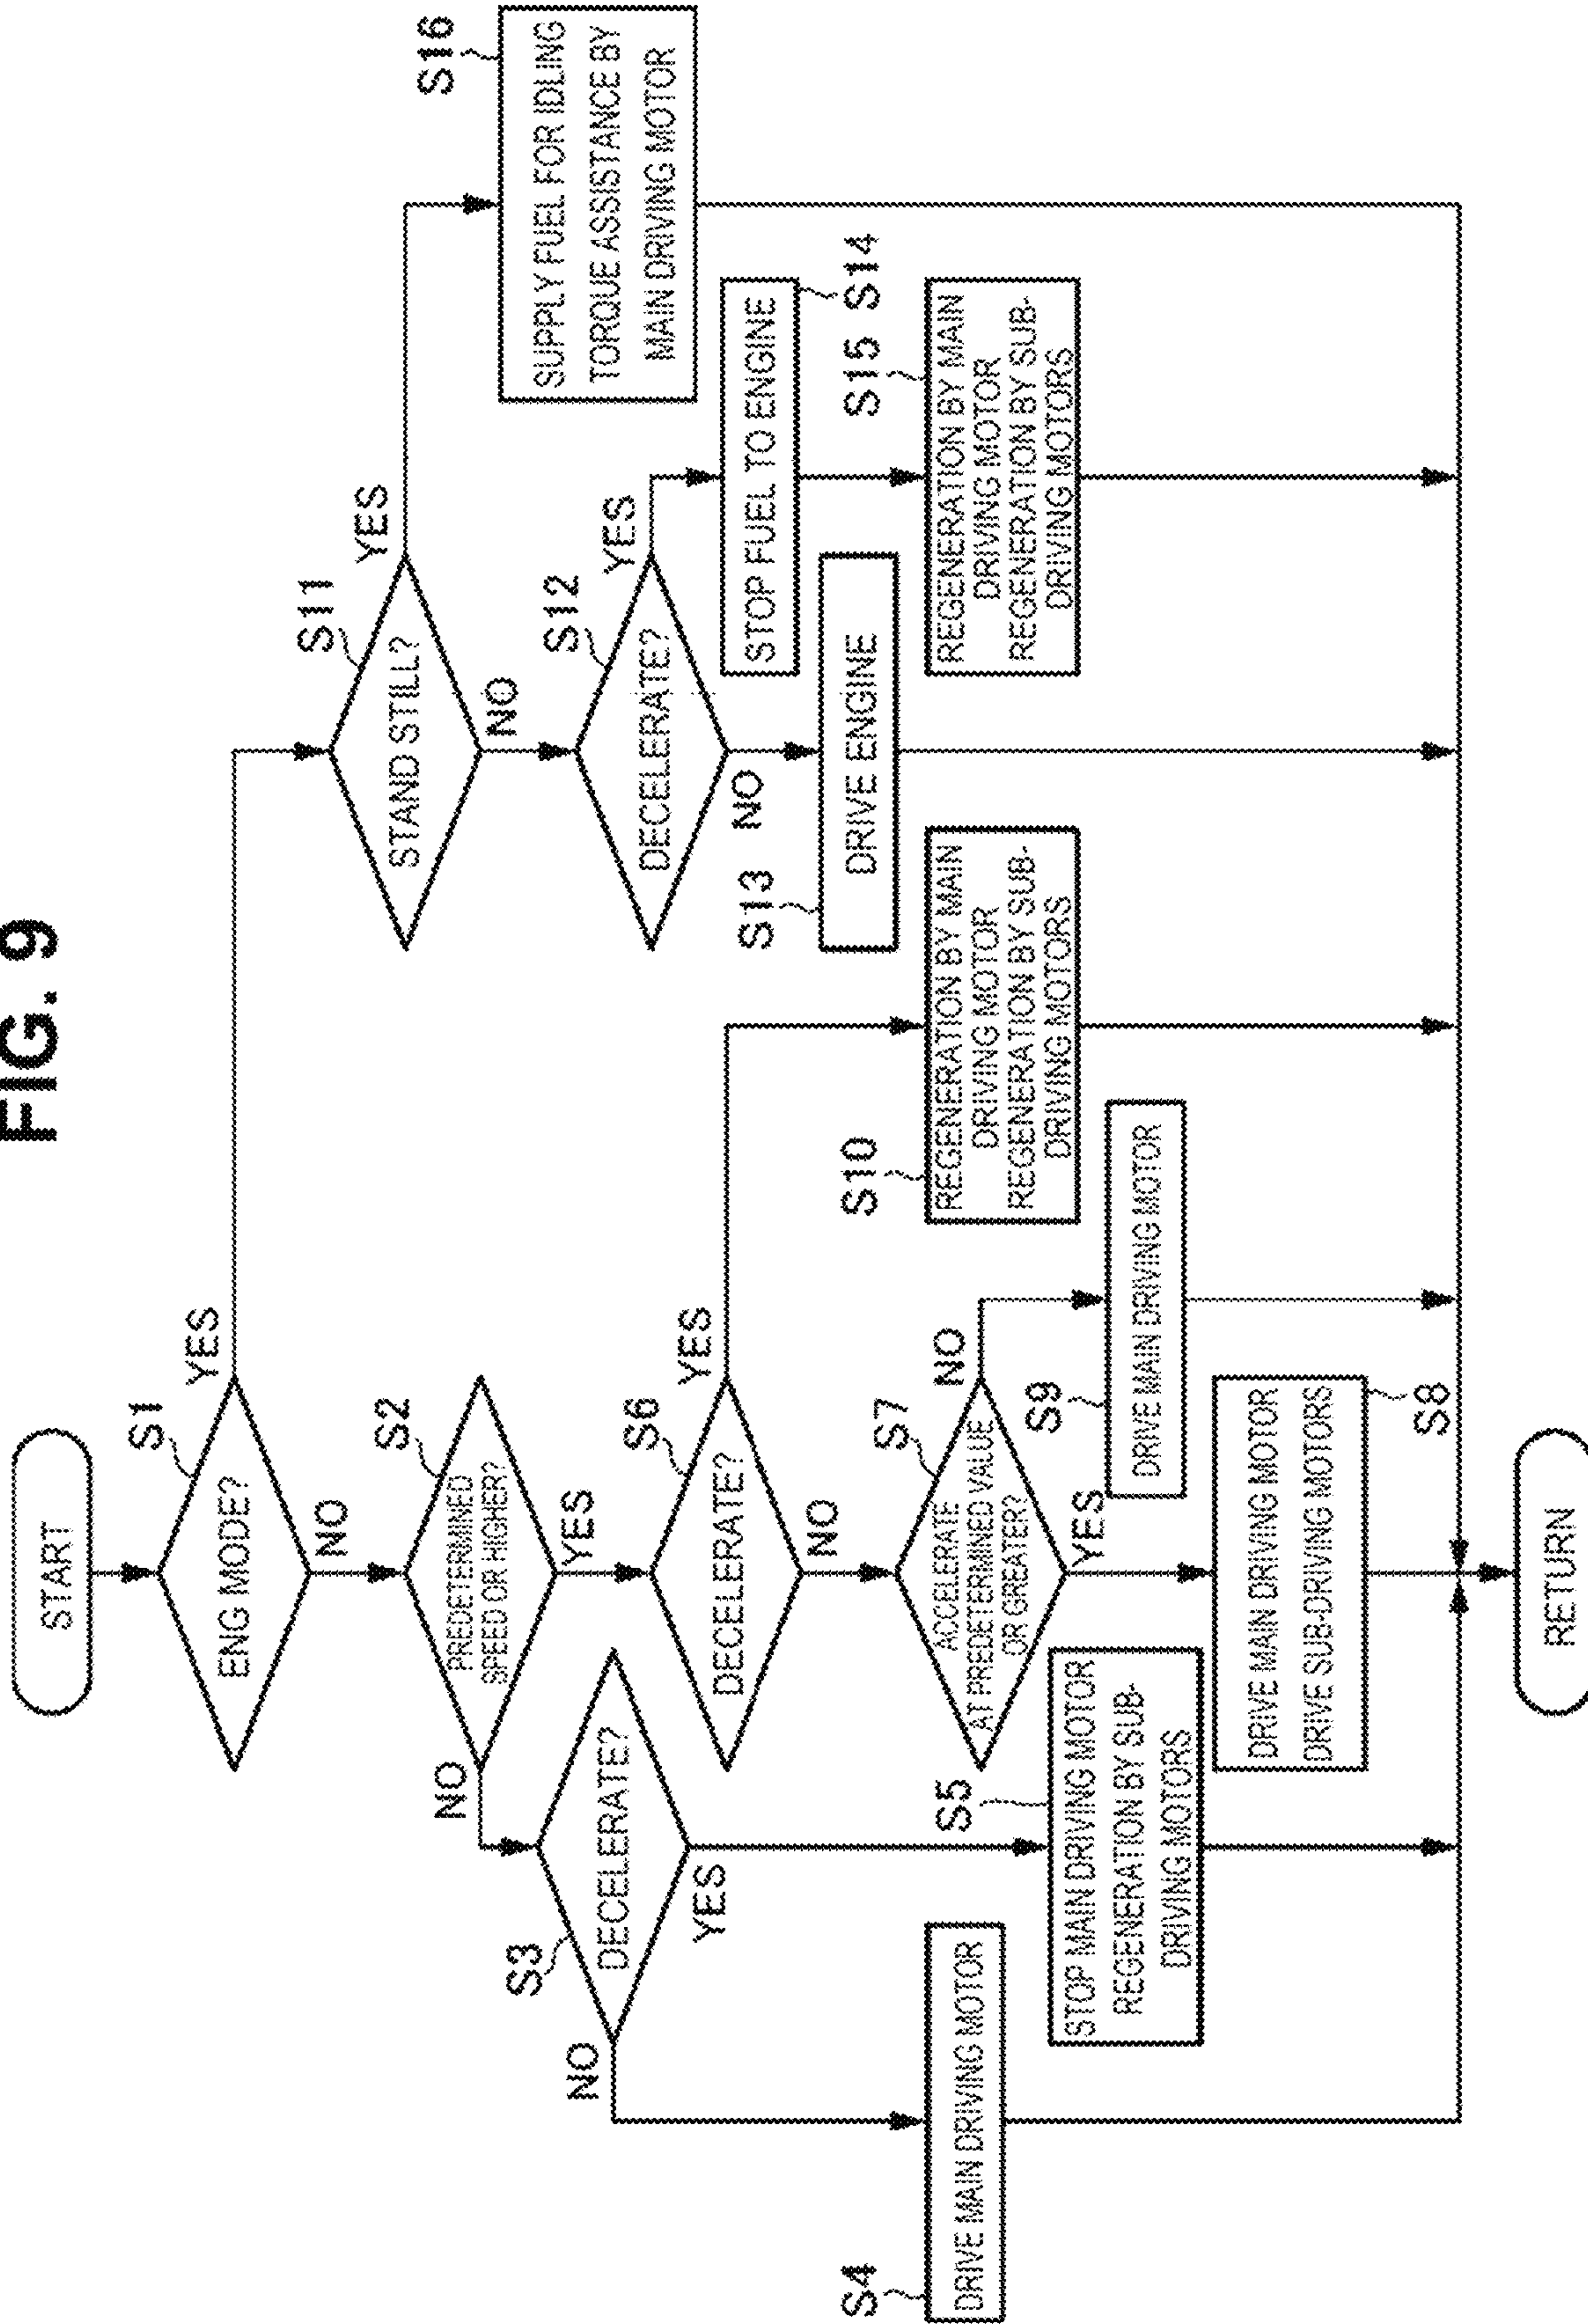 FIG. 9
START
S1
ENG MODE?
YES
NO
S2
PREDETERMINED
SPEED OR HIGHER?
NO
YES
S3
DECELERATE?
NO
YES
S4
DRIVE MAIN DRIVING MOTOR
S5
STOP MAIN DRIVING MOTOR
REGENERATION BY SUB-
DRIVING MOTORS
S6
DECELERATE?
YES
NO
S7
ACCELERATE
AT PREDETERMINED VALUE
OR GREATER?
NO
YES
S8
DRIVE MAIN DRIVING MOTOR
DRIVE SUB-DRIVING MOTORS
S9
DRIVE MAIN DRIVING MOTOR
S10
REGENERATION BY MAIN
DRIVING MOTOR
REGENERATION BY SUB-
DRIVING MOTORS
S11
STAND STILL?
YES
NO
S12
DECELERATE?
YES
NO
S13
DRIVE ENGINE
S14
STOP FUEL TO ENGINE
S15
REGENERATION BY MAIN
DRIVING MOTOR
REGENERATION BY SUB-
DRIVING MOTORS
S16
SUPPLY FUEL FOR IDLING
TORQUE ASSISTANCE BY
MAIN DRIVING MOTOR
RETURN